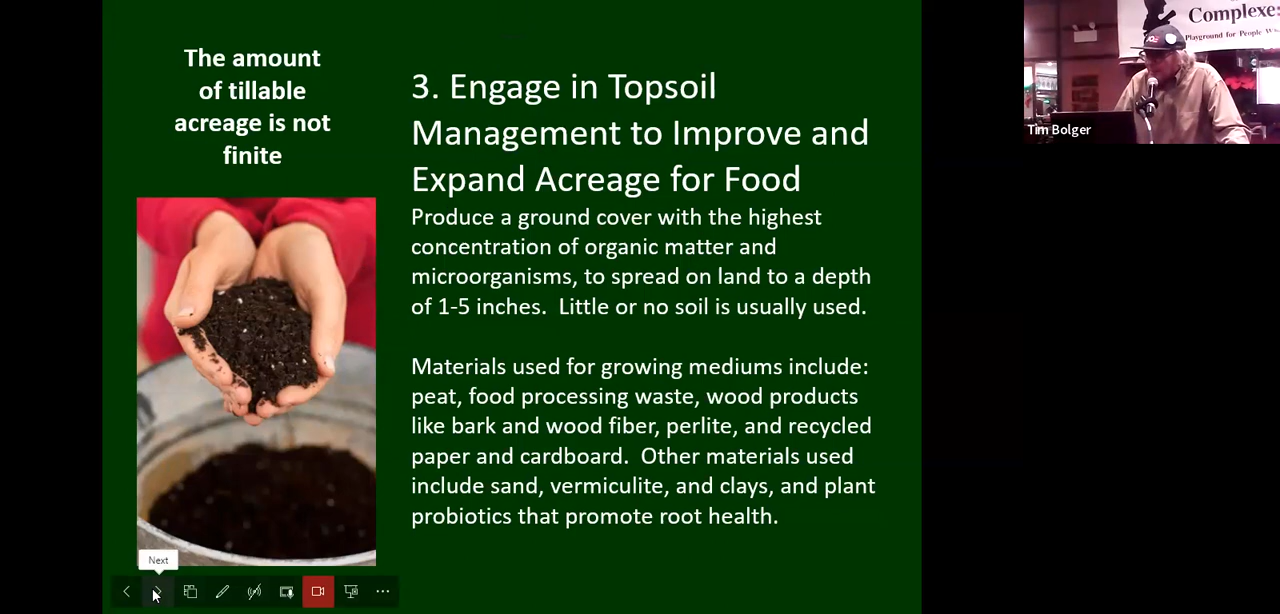 The amount
of tillable
acreage is not
finite
3. Engage in Topsoil
Management to Improve and
Expand Acreage for Food
Produce a ground cover with the highest
concentration of organic matter and
microorganisms, to spread on land to a depth
of 1-5 inches.  Little or no soil is usually used.
Materials used for growing mediums include:
peat, food processing waste, wood products
like bark and wood fiber, perlite, and recycled
paper and cardboard.  Other materials used
include sand, vermiculite, and clays, and plant
probiotics that promote root health.
Next
Complexe
Playground for People
Tim Bolger